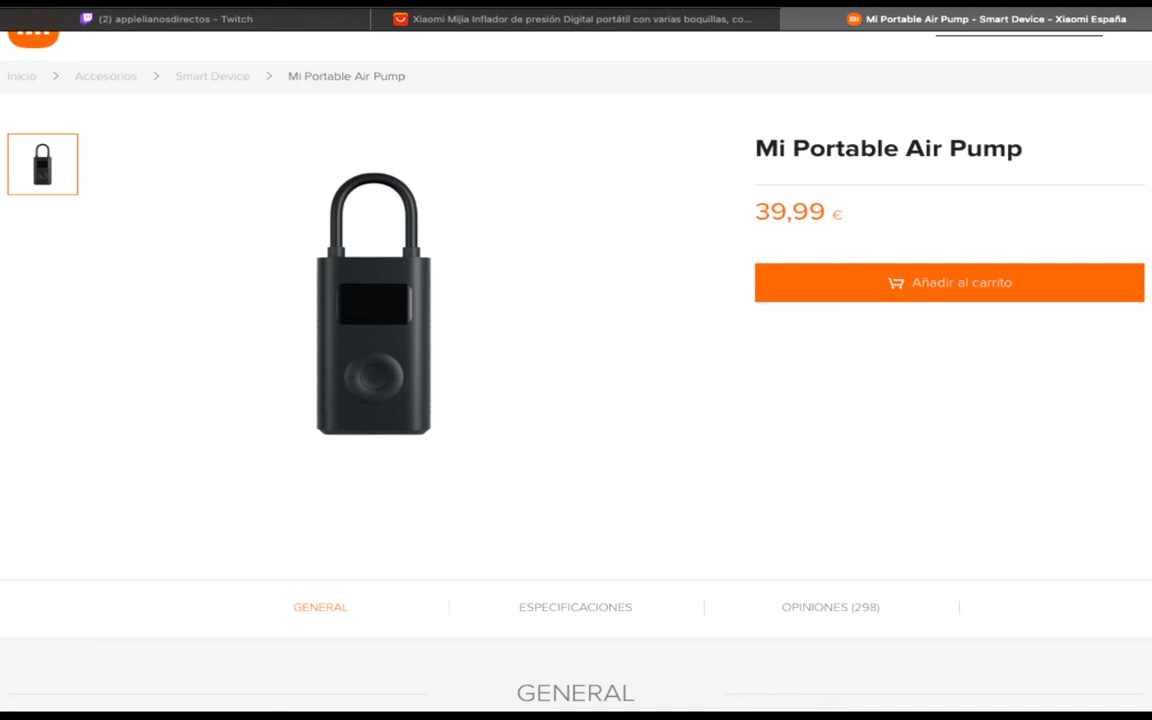 (2) applelianosdirectos - Twitch
Xiaomi Mijia Inflador de presión Digital portátil con varias boquillas, co...
Mi Portable Air Pump - Smart Device - Xiaomi España
Inicio > Accesorios > Smart Device > Mi Portable Air Pump
Mi Portable Air Pump
39,99 €
Añadir al carrito
GENERAL
ESPECIFICACIONES
OPINIONES (298)
GENERAL